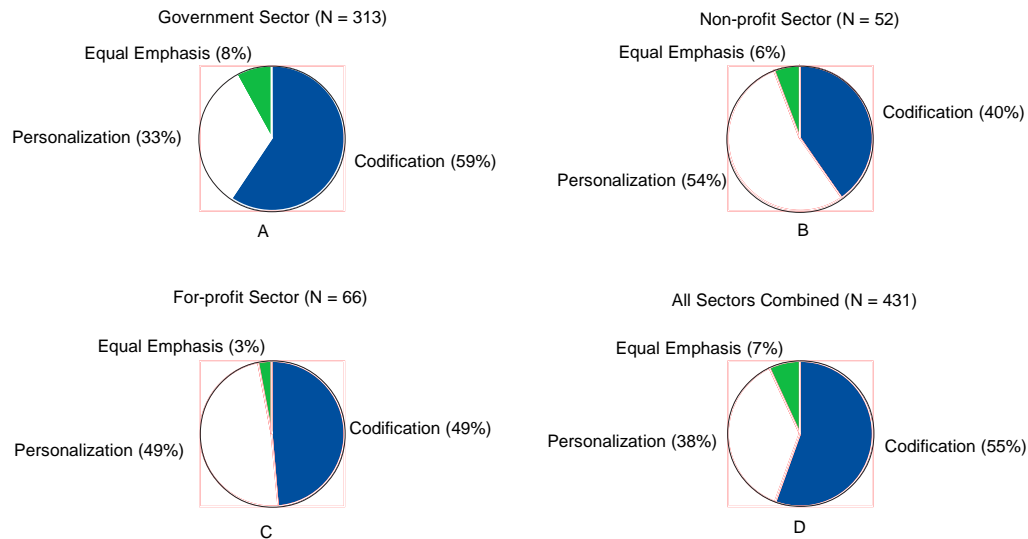 Government Sector (N = 313)
Equal Emphasis (8%)
Personalization (33%)
Codification (59%)
A
Non-profit Sector (N = 52)
Equal Emphasis (6%)
Codification (40%)
Personalization (54%)
B
For-profit Sector (N = 66)
Equal Emphasis (3%)
Codification (49%)
Personalization (49%)
C
All Sectors Combined (N = 431)
Equal Emphasis (7%)
Personalization (38%)
Codification (55%)
D